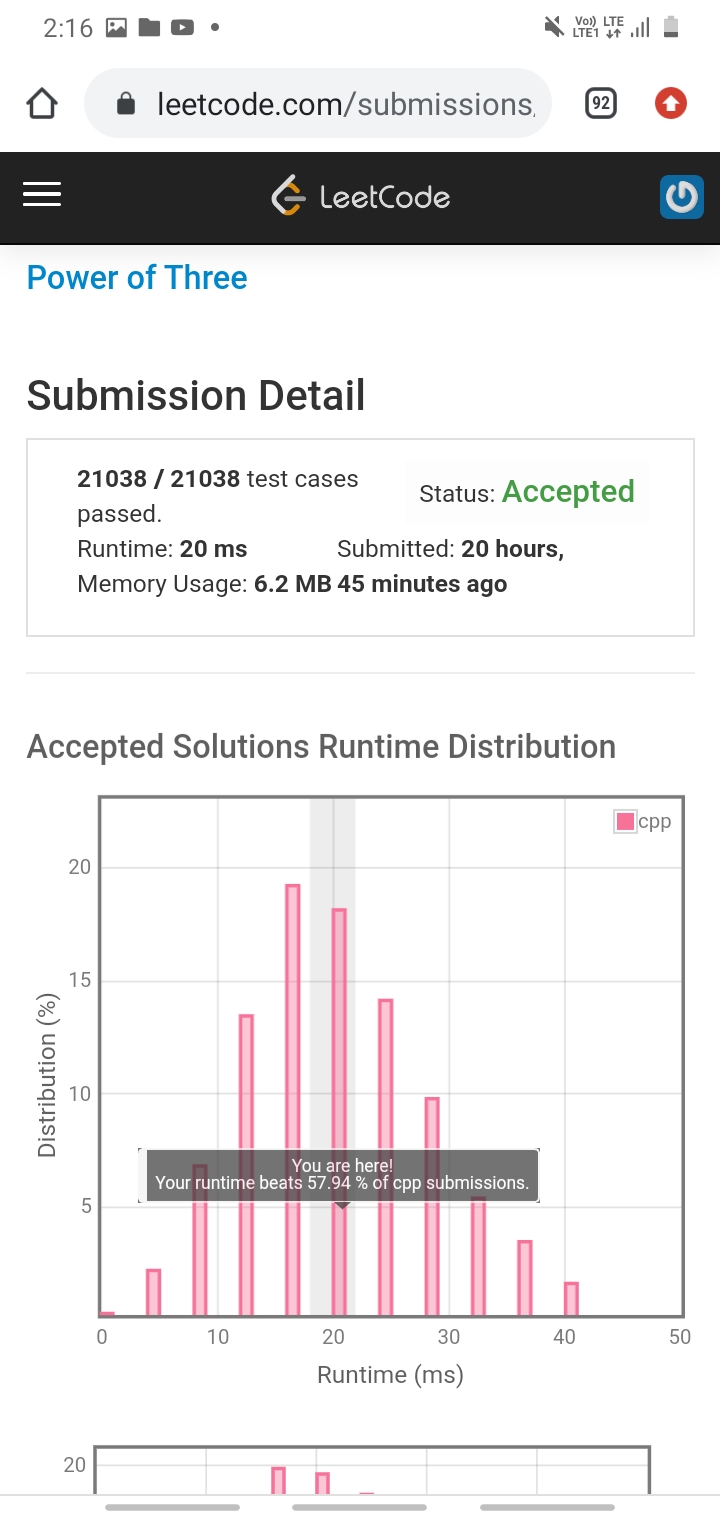 2:16
Vo)) LTE
LTE1
leetcode.com/submissions
92
LeetCode
Power of Three
Submission Detail
21038 / 21038 test cases
passed.
Status: Accepted
Runtime: 20 ms
Submitted: 20 hours,
Memory Usage: 6.2 MB 45 minutes ago
Accepted Solutions Runtime Distribution
cpp
20
15
10
5
Distribution (%)
You are here!
Your runtime beats 57.94 % of cpp submissions.
0 10 20 30 40 50
Runtime (ms)
20